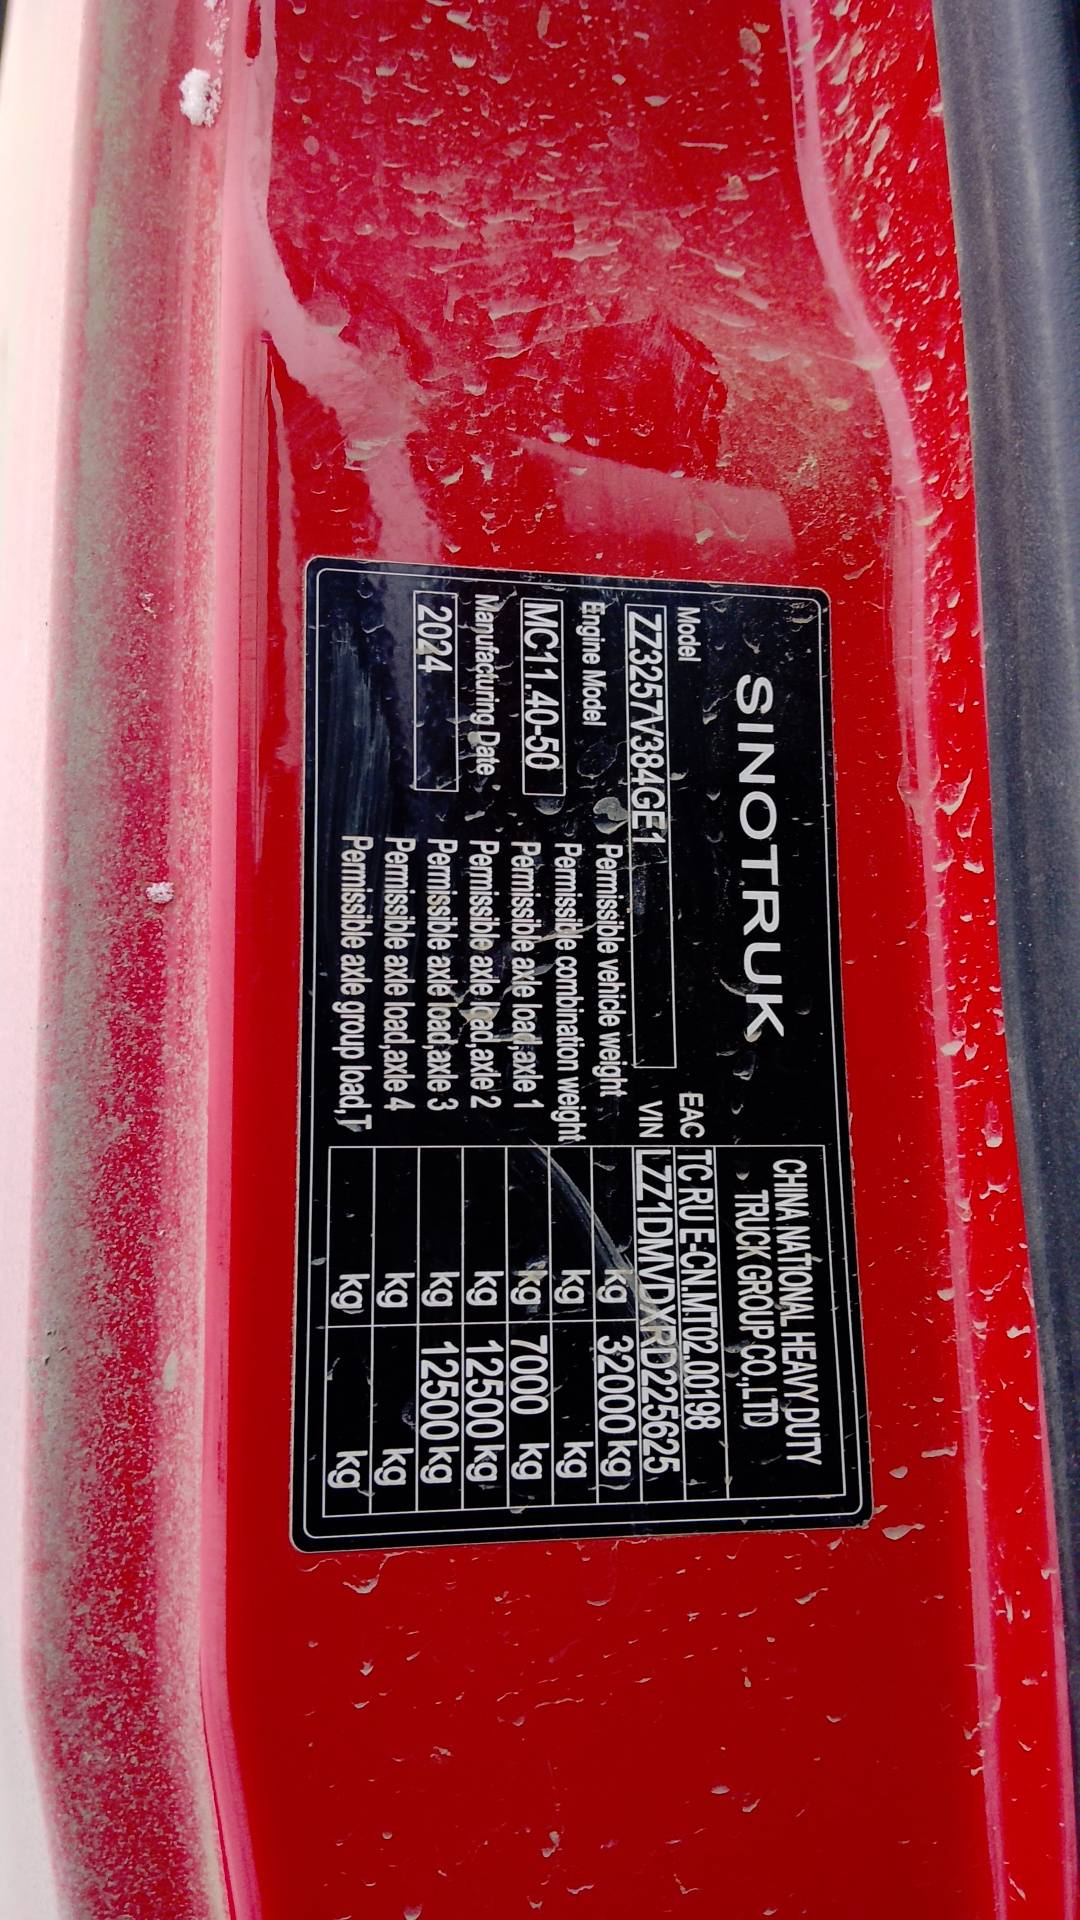 SINOTRUK
CHINA NATIONAL HEAVY DUTY
TRUCK GROUP CO.,LTD
Model
ZZ3257V384GE1
EAC TC RU E-CN.MT02.00198
VIN LZZ1DMVDXRD225625
Engine Model
MC11.40-50
Manufacturing Date
2024
Permissible vehicle weight kg 32000 kg
Permissible combination weight kg kg
Permissible axle load,axle 1 kg 7000 kg
Permissible axle load,axle 2 kg 12500 kg
Permissible axle load,axle 3 kg 12500 kg
Permissible axle load,axle 4 kg kg
Permissible axle group load,T kg kg